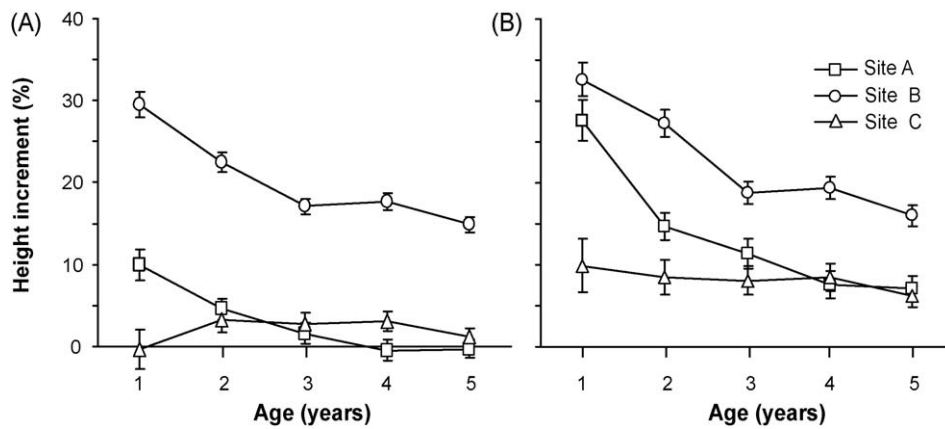 (A)
(B)
Height increment (%)
40
30
20
10
0
1 2 3 4 5
Age (years)
1 2 3 4 5
Age (years)
Site A
Site B
Site C